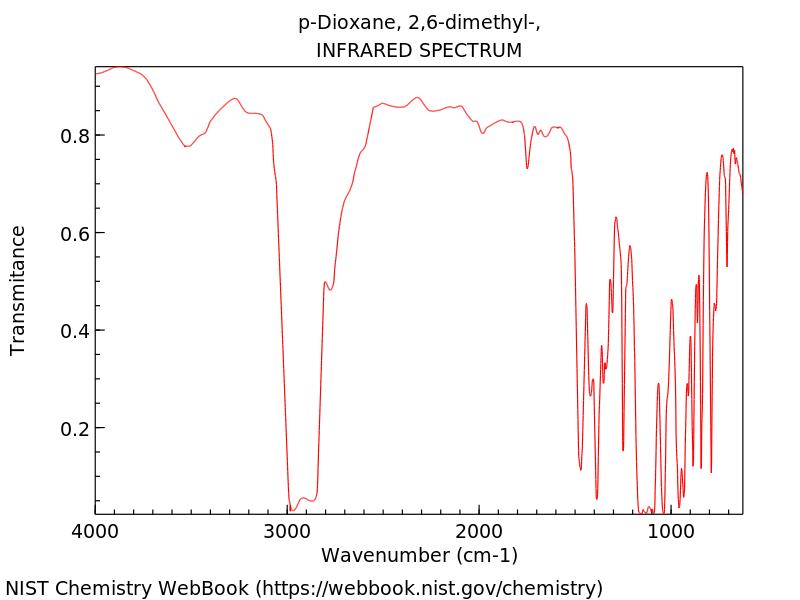 p-Dioxane, 2,6-dimethyl-,
INFRARED SPECTRUM
0.8
0.6
0.4
0.2
Transmitance
4000 3000 2000 1000
Wavenumber (cm-1)
NIST Chemistry WebBook (https://webbook.nist.gov/chemistry)